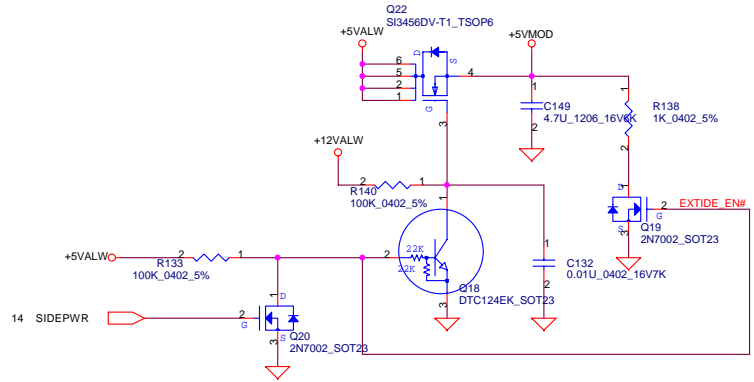 Q22
SI3456DV-T1_TSOP6
+5VALW
+5VMOD
D
S
G
6
5
2
1
4
3
1
C149
4.7U_1206_16V6K
2
1
R138
1K_0402_5%
2
+12VALW
2
1
R140
100K_0402_5%
1
D
G
S
2
EXTIDE_EN#
Q19
2N7002_SOT23
3
+5VALW
2
1
R133
100K_0402_5%
2
22K
22K
Q18
DTC124EK_SOT23
3
1
C132
0.01U_0402_16V7K
2
14 SIDEPWR
2
G
1
D
S
3
Q20
2N7002_SOT23